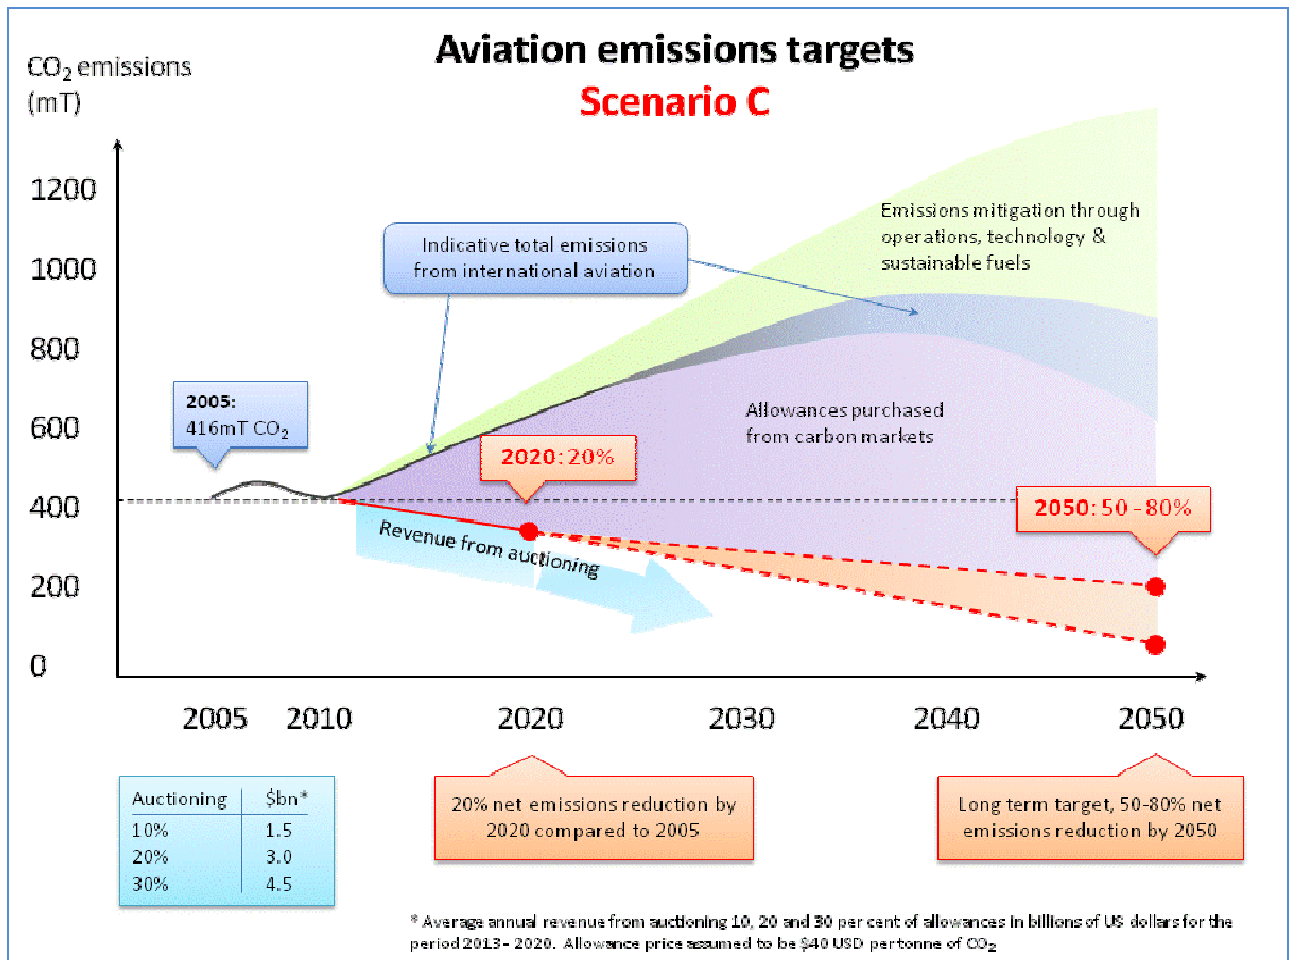 Aviation emissions targets
Scenario C
CO₂ emissions
(mT)
1200
1000
800
600
400
200
0
Emissions mitigation through
operations, technology &
sustainable fuels
Indicative total emissions
from international aviation
2005:
416mT CO₂
Allowances purchased
from carbon markets
2020: 20%
2050: 50 - 80%
Revenue from auctioning
2005 2010 2020 2030 2040 2050
Auctioning $bn*
10% 1.5
20% 3.0
30% 4.5
20% net emissions reduction by
2020 compared to 2005
Long term target, 50-80% net
emissions reduction by 2050
* Average annual revenue from auctioning 10, 20 and 30 per cent of allowances in billions of US dollars for the
period 2013 - 2020. Allowance price assumed to be $40 USD per tonne of CO₂